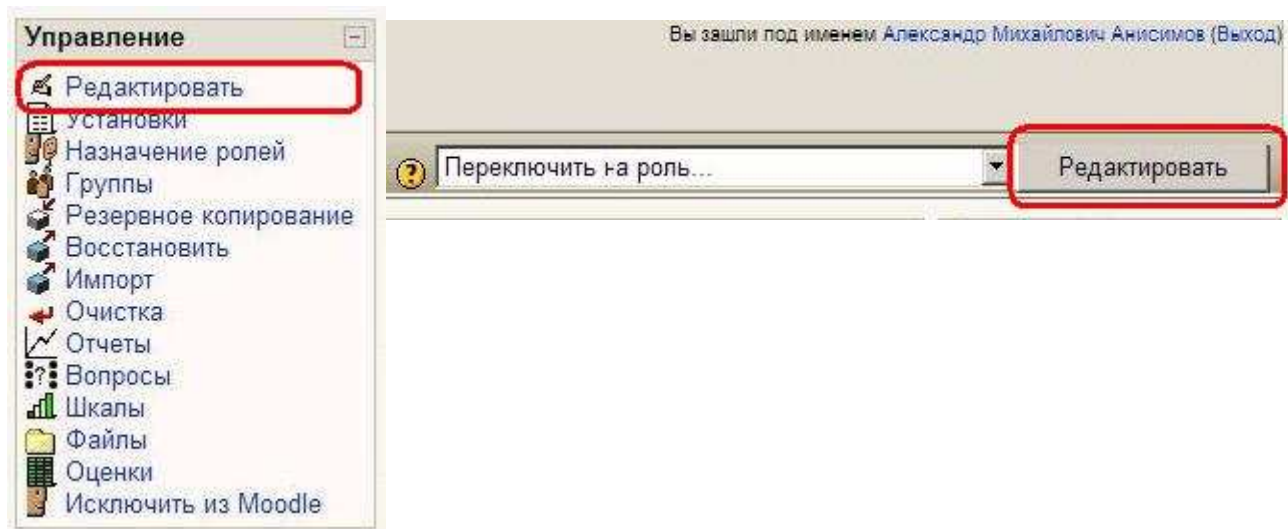 Управление
Редактировать
Установки
Назначение ролей
Группы
Резервное копирование
Восстановить
Импорт
Очистка
Отчеты
Вопросы
Шкалы
Файлы
Оценки
Исключить из Moodle
Вы зашли под именем Александр Михайлович Анисимов (Выход)
Переключить на роль...
Редактировать